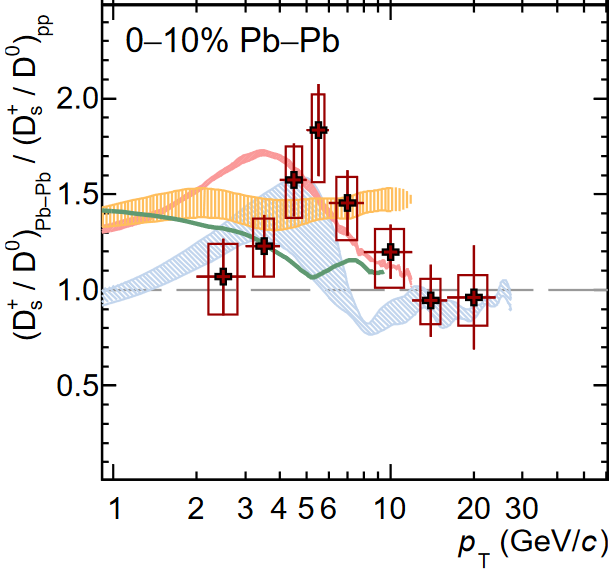 0–10% Pb–Pb
(D_s^+ / D^0)_Pb–Pb / (D_s^+ / D^0)_pp
2.0
1.5
1.0
0.5
1 2 3 4 5 6 10 20 30
p_T (GeV/c)